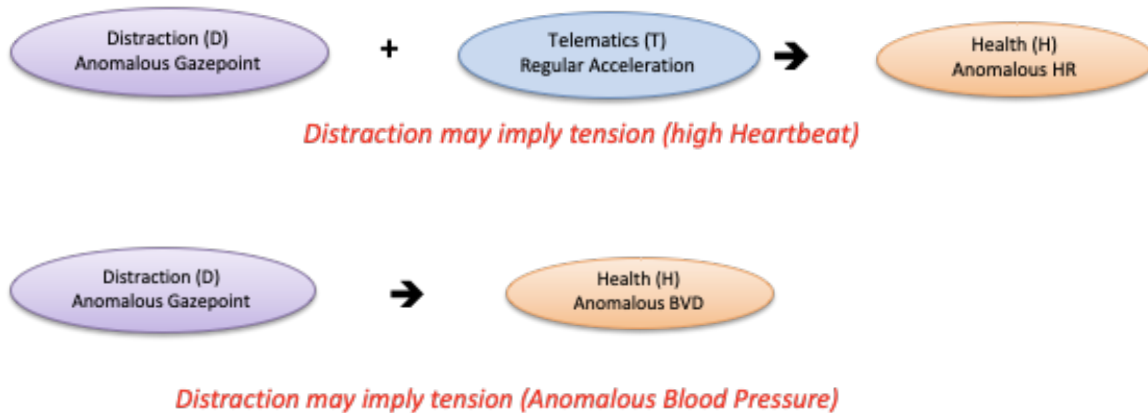 Distraction (D)
Anomalous Gazepoint
+
Telematics (T)
Regular Acceleration
Health (H)
Anomalous HR
Distraction may imply tension (high Heartbeat)
Distraction (D)
Anomalous Gazepoint
Health (H)
Anomalous BVD
Distraction may imply tension (Anomalous Blood Pressure)